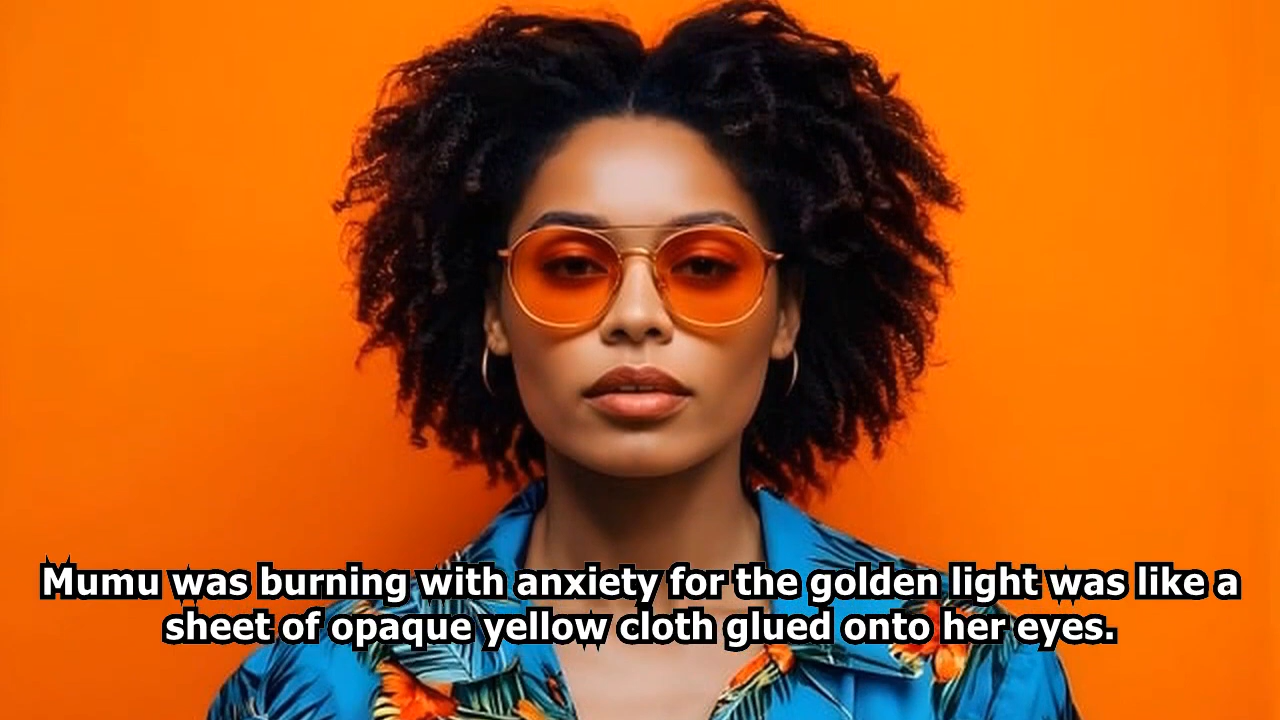 Mumu was burning with anxiety for the golden light was like a
sheet of opaque yellow cloth glued onto her eyes.